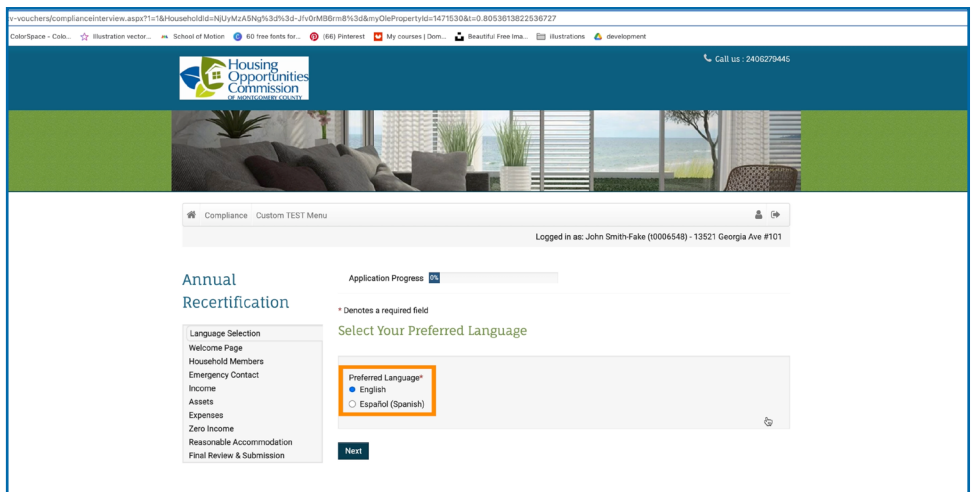 v-vouchers/complianceinterview.aspx?1=1&HouseholdId=NjUyMzA5Ng%3d%3d-Jfv0rMB6rm8%3d&myOlePropertyId=1471530&t=0.8053613822536727
ColorSpace - Colo... Illustration vector... School of Motion 60 free fonts for... (66) Pinterest My courses | Dom... Beautiful Free Ima... illustrations development
Housing
Opportunities
Commission
OF MONTGOMERY COUNTY
Call us : 2406279445
Compliance Custom TEST Menu
Logged in as: John Smith-Fake (t0006548) - 13521 Georgia Ave #101
Annual
Recertification
Application Progress 0%
* Denotes a required field
Select Your Preferred Language
Language Selection
Welcome Page
Household Members
Emergency Contact
Income
Assets
Expenses
Zero Income
Reasonable Accommodation
Final Review & Submission
Preferred Language*
English
Español (Spanish)
Next